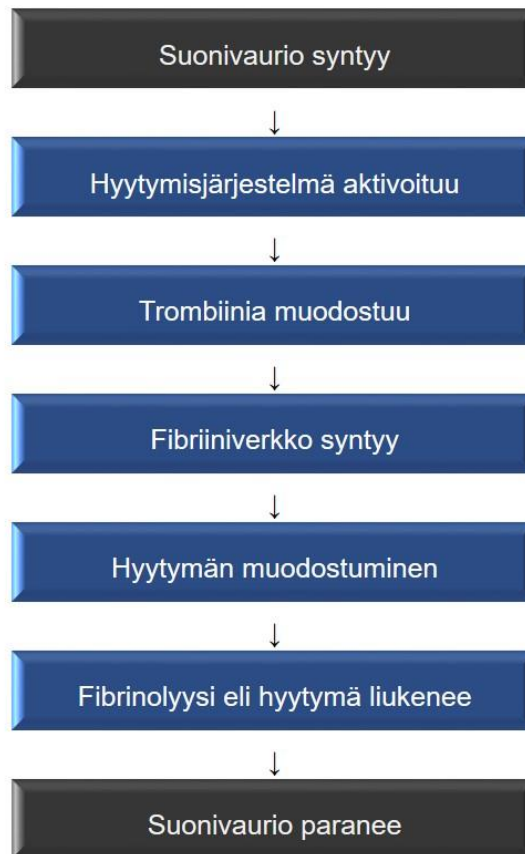 Suonivaurio syntyy
↓
Hyytymisjärjestelmä aktivoituu
↓
Trombiinia muodostuu
↓
Fibriiniverkko syntyy
↓
Hyytymän muodostuminen
↓
Fibrinolyysi eli hyytymä liukenee
↓
Suonivaurio paranee